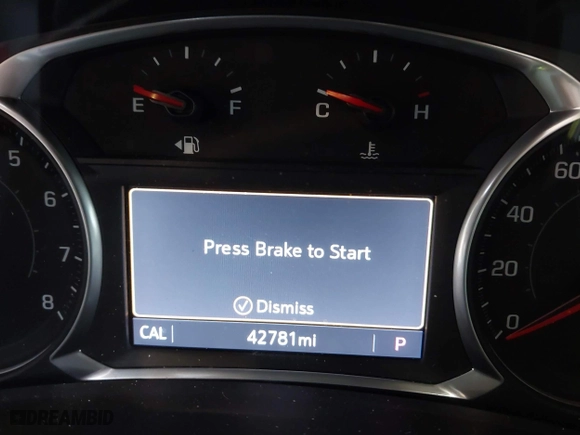 E F
C H
5
6
7
8
60
40
20
0
Press Brake to Start
Dismiss
CAL 42781mi P
DREAMBID